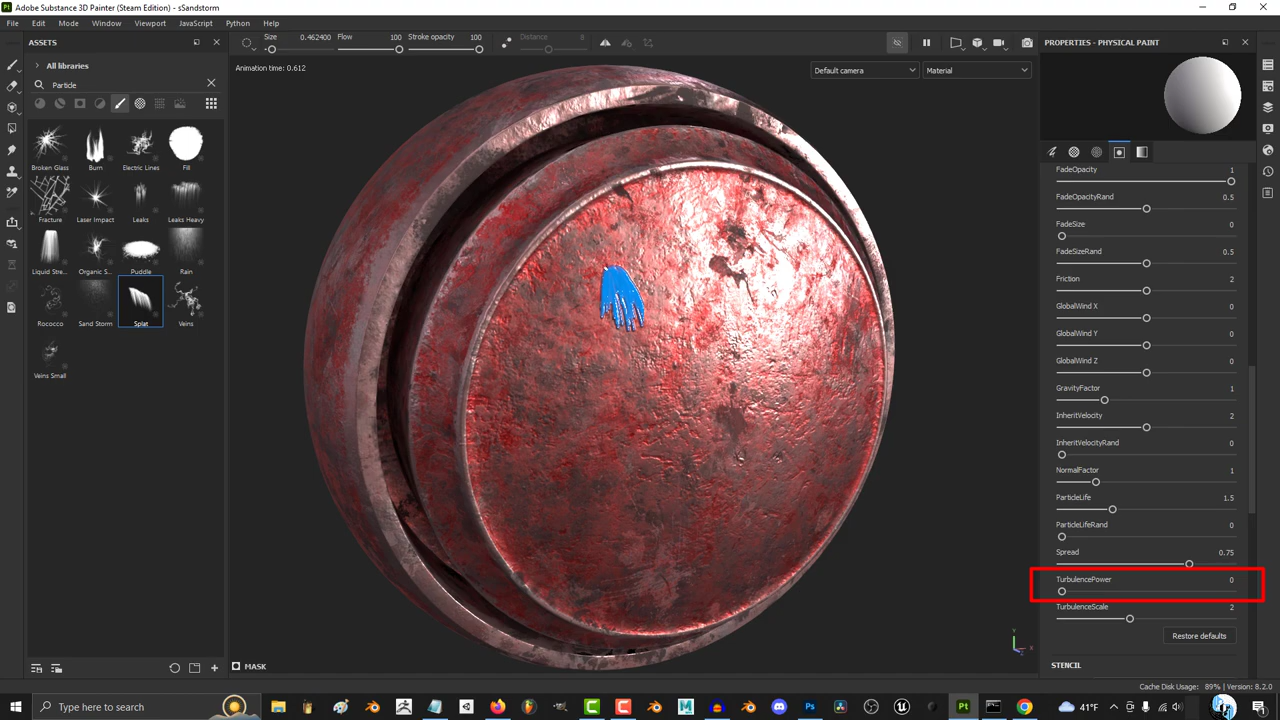 Adobe Substance 3D Painter (Steam Edition) - sSandstorm
File Edit Mode Window Viewport JavaScript Python Help
ASSETS
Size 0.462400 Flow 100 Stroke opacity 100 Distance 8
PROPERTIES - PHYSICAL PAINT
All libraries
Particle
Animation time: 0.612
Default camera
Material
Broken Glass Burn Electric Lines Fill
Fracture Laser Impact Leaks Leaks Heavy
Liquid Stre... Organic S... Puddle Rain
Rococco Sand Storm Splat Veins
Veins Small
FadeOpacity 1
FadeOpacityRand 0.5
FadeSize 0
FadeSizeRand 0.5
Friction 2
GlobalWind X 0
GlobalWind Y 0
GlobalWind Z 0
GravityFactor 1
InheritVelocity 2
InheritVelocityRand 0
NormalFactor 1
ParticleLife 1.5
ParticleLifeRand 0
Spread 0.75
TurbulencePower 0
TurbulenceScale 2
Restore defaults
STENCIL
MASK
Y
X
Cache Disk Usage: 89% | Version: 8.2.0
Type here to search
41°F